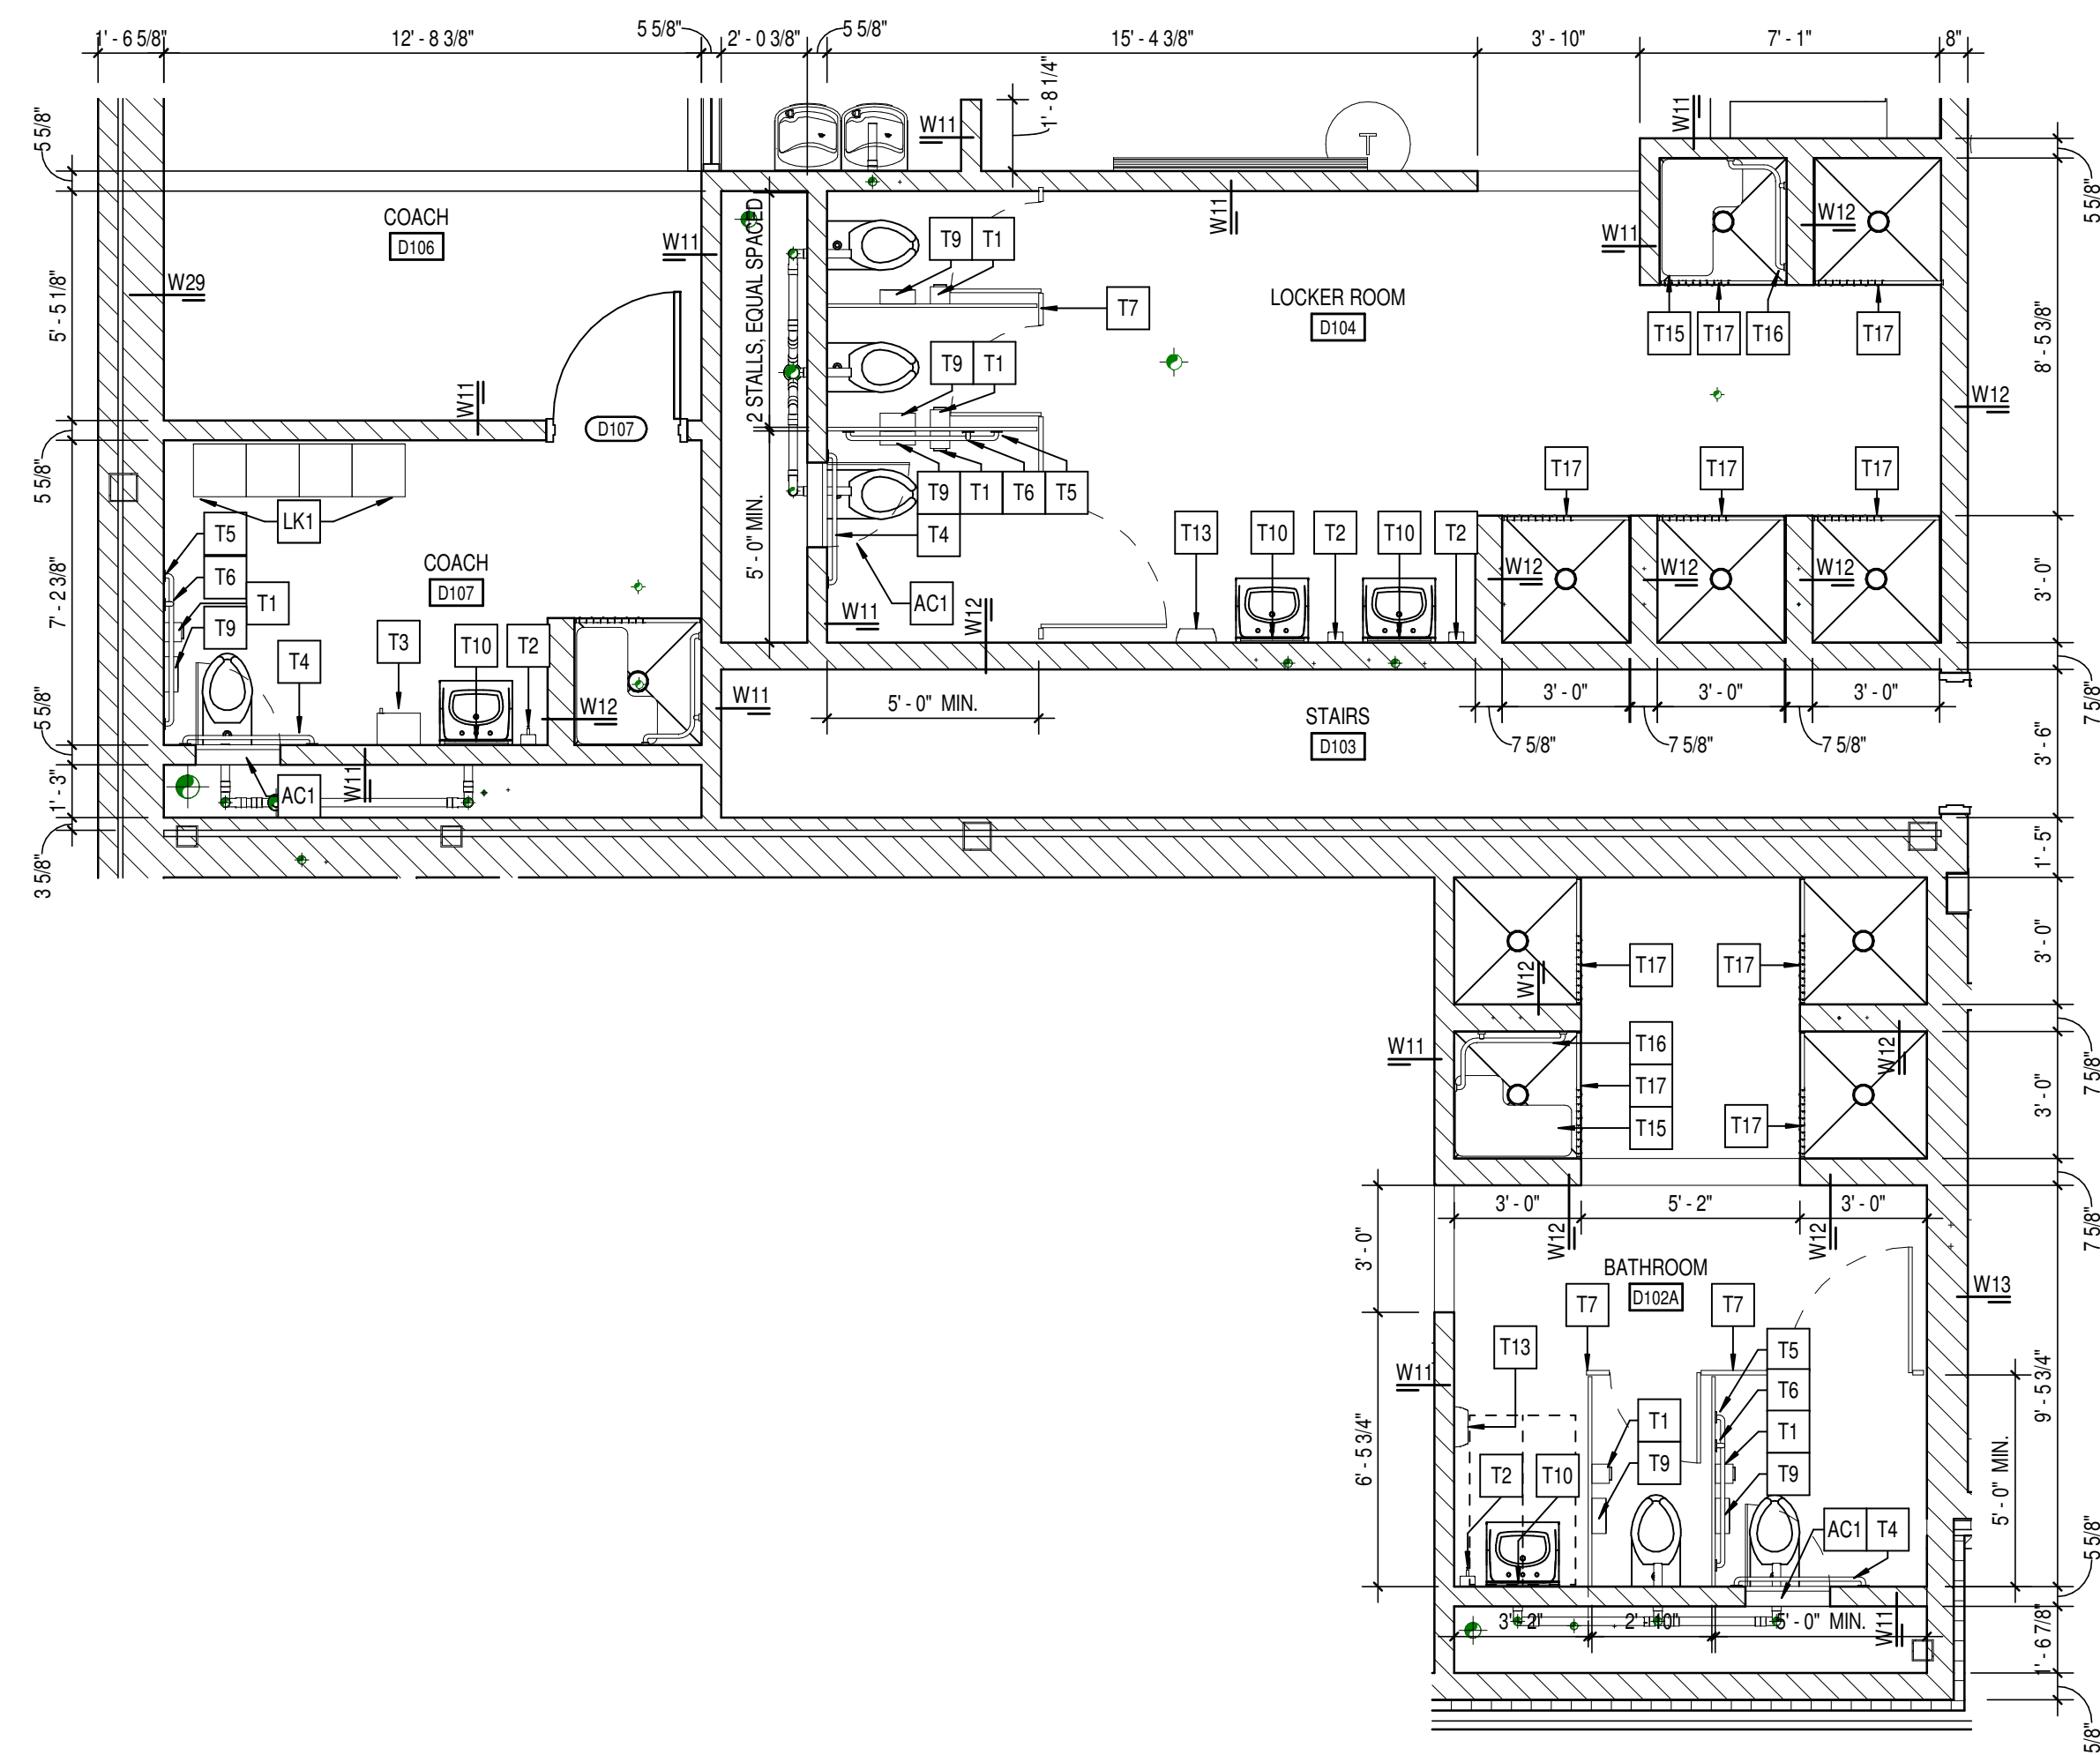 1' - 6 5/8"
12' - 8 3/8"
5 5/8"
2' - 0 3/8"
5 5/8"
15' - 4 3/8"
3' - 10"
7' - 1"
8"
1' - 8 1/4"
W11
W11
5 5/8"
5 5/8"
COACH
D106
W11
2 STALLS, EQUAL SPACED
T9 T1
W11
W11
W12
W29
5' - 5 1/8"
T7
LOCKER ROOM
D104
T15 T17 T16 T17
8' - 5 3/8"
T9 T1
W11
D107
W12
5 5/8"
LK1
T9 T1 T6 T5
T4
T17
T17
T17
5' - 0" MIN.
T5
T6
T1
T9
COACH
D107
T13 T10 T2 T10 T2
W12
W12
W12
3' - 0"
7' - 2 3/8"
AC1
W11
W12
T4
T3
T10
T2
W12
W11
5' - 0" MIN.
3' - 0"
3' - 0"
3' - 0"
7 5/8"
5 5/8"
STAIRS
D103
7 5/8"
7 5/8"
7 5/8"
3' - 6"
1' - 3"
AC1
W11
3 5/8"
1' - 5"
W12
T17
T17
3' - 0"
W11
T16
T17
T15
W12
7 5/8"
T17
3' - 0"
3' - 0"
3' - 0"
5' - 2"
3' - 0"
W12
W12
7 5/8"
BATHROOM
D102A
W13
T7
T7
T13
W11
T5
T6
T1
T9
T1
T9
9' - 5 3/4"
6' - 5 3/4"
T2
T10
5' - 0" MIN.
AC1 T4
5 5/8"
3' - 2"
2' - 10"
5' - 0" MIN.
W11
1' - 6 7/8"
5/8"